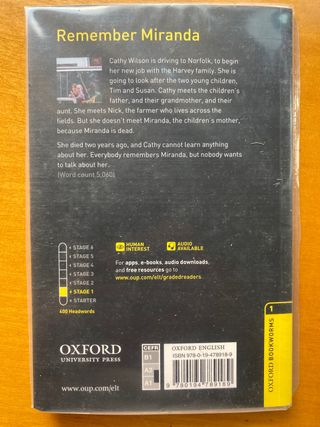 Remember Miranda
Cathy Wilson is driving to Norfolk, to begin
her new job with the Harvey family. She is
going to look after the two young children,
Tim and Susan. Cathy meets the children's
father, and their grandmother, and their
aunt. She meets Nick, the farmer who lives across the
fields. But she doesn't meet Miranda, the children's mother,
because Miranda is dead.
She died two years ago, and Cathy cannot learn anything
about her. Everybody remembers Miranda, but nobody wants
to talk about her.
(Word count 5,060)
+ STAGE 6
+ STAGE 5
+ STAGE 4
+ STAGE 3
+ STAGE 2
+ STAGE 1
+ STARTER
400 Headwords
HUMAN
INTEREST
AUDIO
AVAILABLE
For apps, e-books, audio downloads,
and free resources go to
www.oup.com/elt/gradedreaders
OXFORD
UNIVERSITY PRESS
www.oup.com/elt
CEFR
B1
A2
A1
OXFORD ENGLISH
ISBN 978-0-19-478918-9
9 780194 789189
OXFORD BOOKWORMS
1